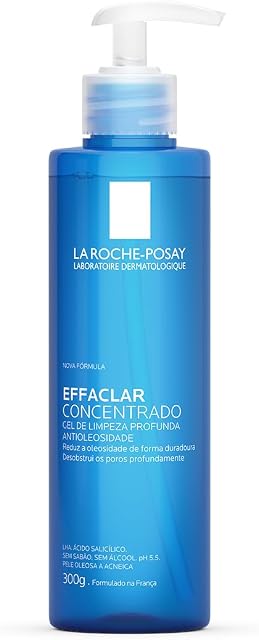 LA ROCHE-POSAY
LABORATOIRE DERMATOLOGIQUE
NOVA FÓRMULA
EFFACLAR
CONCENTRADO
GEL DE LIMPEZA PROFUNDA
ANTIOLEOSIDADE
Reduz a oleosidade de forma duradoura
Desobstrui os poros profundamente
LHA. ÁCIDO SALICÍLICO.
SEM SABÃO, SEM ÁLCOOL. pH 5.5.
PELE OLEOSA A ACNEICA
300g. Formulado na França